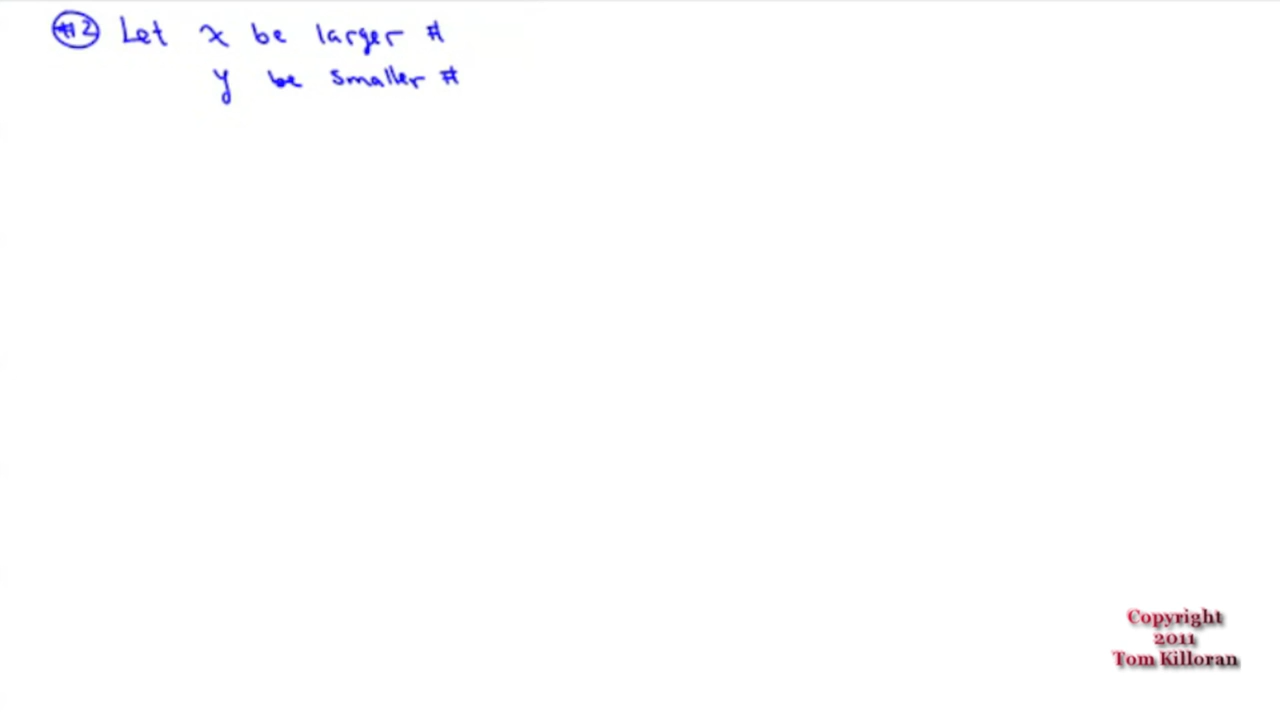 #2 Let x be larger #
y be smaller #
Copyright
2011
Tom Killoran